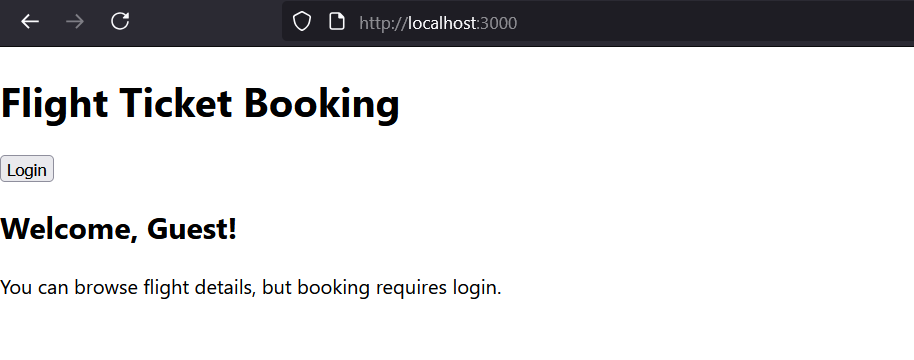 http://localhost:3000
Flight Ticket Booking
Login
Welcome, Guest!
You can browse flight details, but booking requires login.